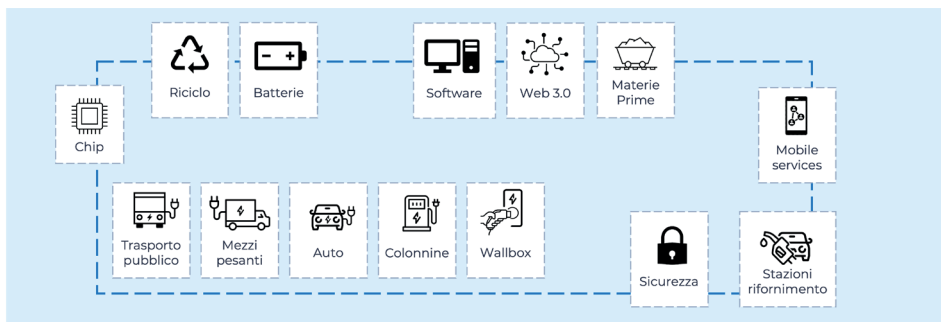 Riciclo
Batterie
Software
Web 3.0
Materie
Prime
Chip
Mobile
services
Trasporto
pubblico
Mezzi
pesanti
Auto
Colonnine
Wallbox
Sicurezza
Stazioni
rifornimento